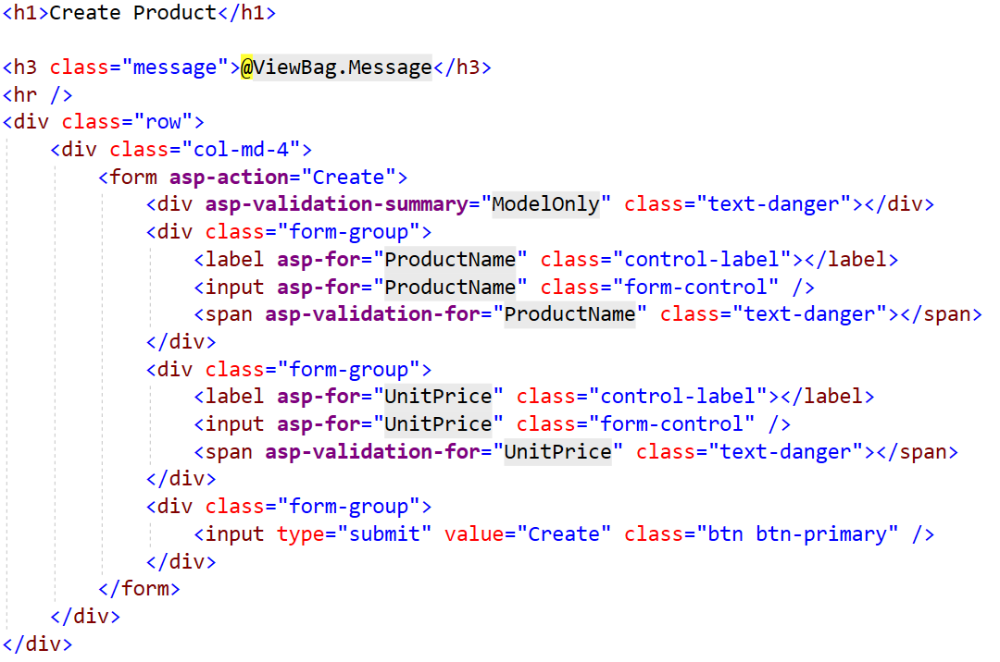 <h1>Create Product</h1>

<h3 class="message">@ViewBag.Message</h3>
<hr />
<div class="row">
    <div class="col-md-4">
        <form asp-action="Create">
            <div asp-validation-summary="ModelOnly" class="text-danger"></div>
            <div class="form-group">
                <label asp-for="ProductName" class="control-label"></label>
                <input asp-for="ProductName" class="form-control" />
                <span asp-validation-for="ProductName" class="text-danger"></span>
            </div>
            <div class="form-group">
                <label asp-for="UnitPrice" class="control-label"></label>
                <input asp-for="UnitPrice" class="form-control" />
                <span asp-validation-for="UnitPrice" class="text-danger"></span>
            </div>
            <div class="form-group">
                <input type="submit" value="Create" class="btn btn-primary" />
            </div>
        </form>
    </div>
</div>